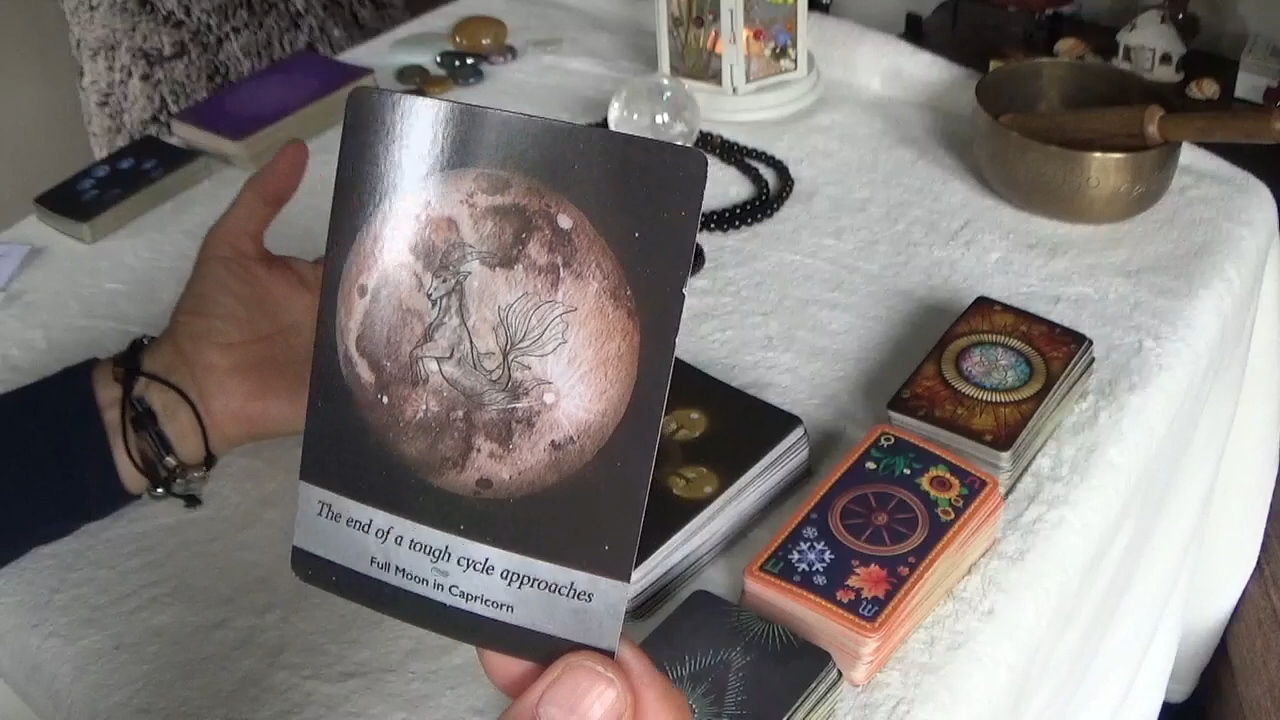 The end of a tough cycle approaches
Full Moon in Capricorn